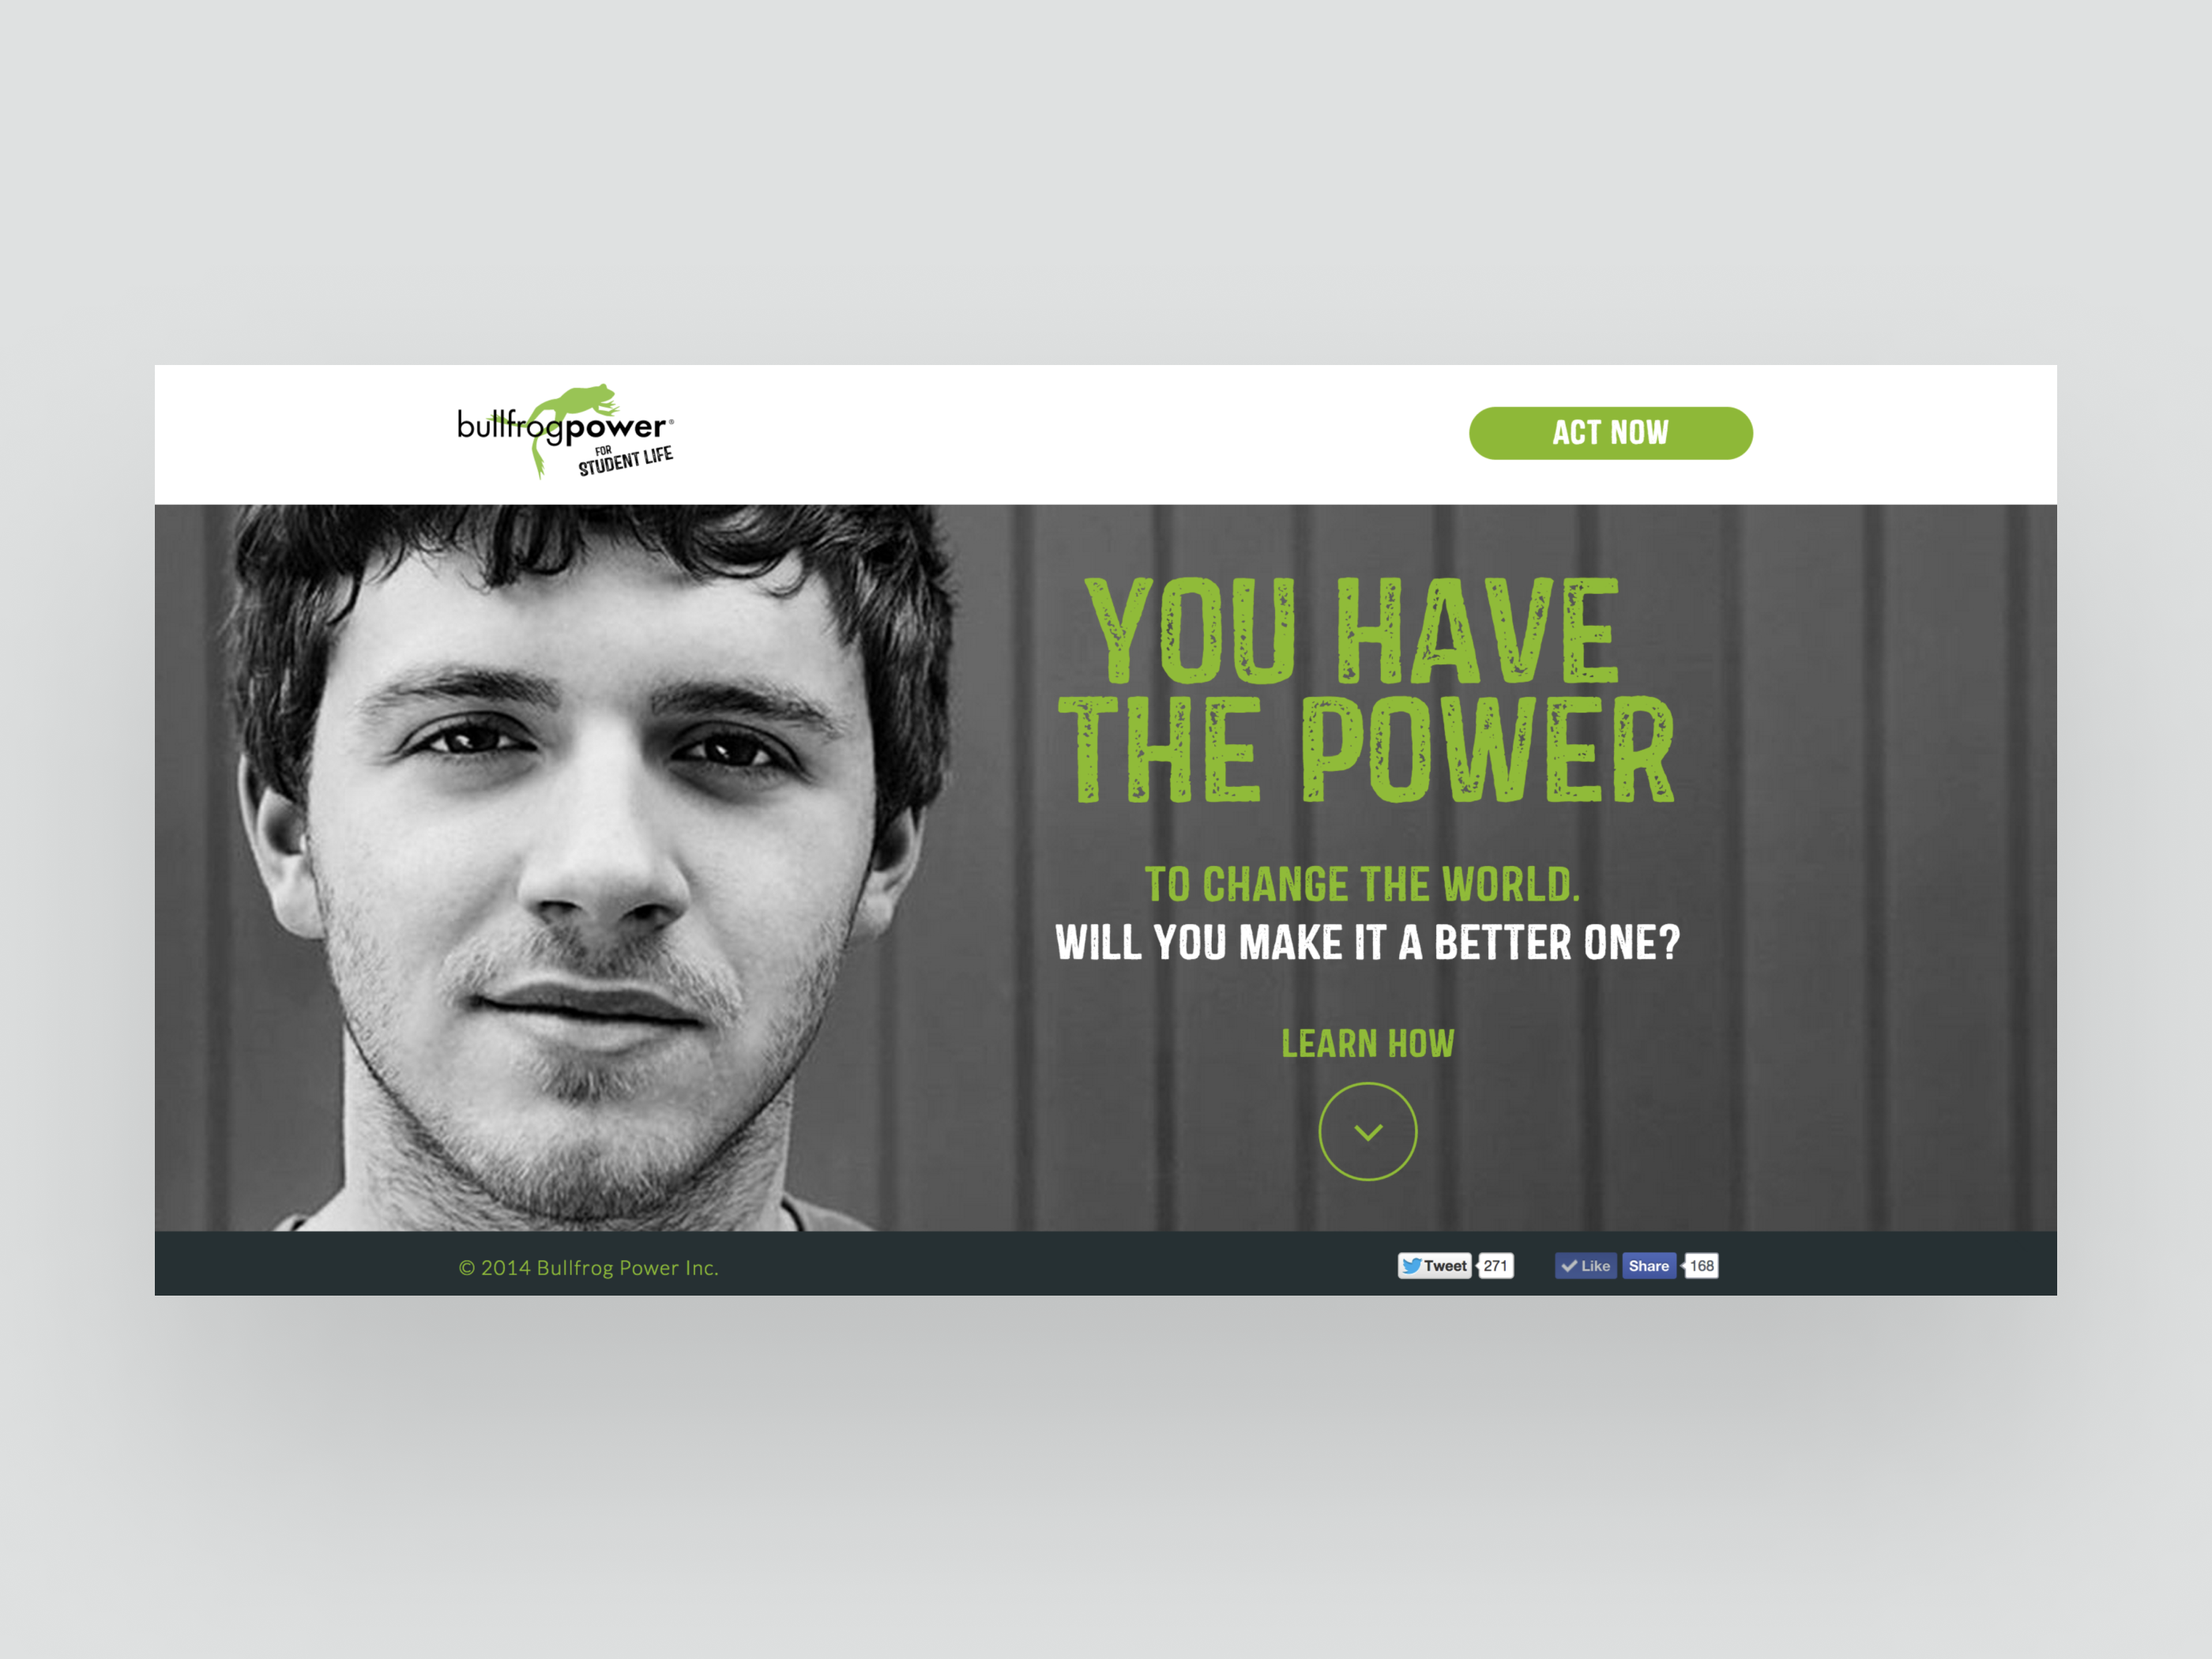 bullfrogpower®
FOR
STUDENT LIFE
ACT NOW
YOU HAVE
THE POWER
TO CHANGE THE WORLD.
WILL YOU MAKE IT A BETTER ONE?
LEARN HOW
© 2014 Bullfrog Power Inc.
Tweet 271 Like Share 168